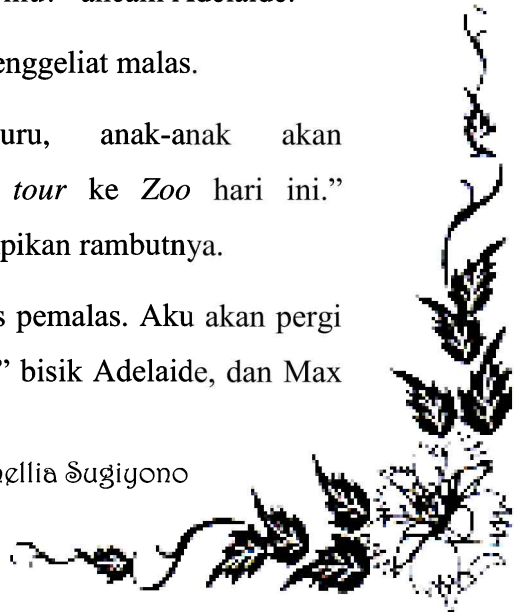 ancam Adelaide.
enggeliat malas.
uru, anak-anak akan
tour ke Zoo hari ini.”
pikan rambutnya.
s pemalas. Aku akan pergi
” bisik Adelaide, dan Max
ellia Sugiyono